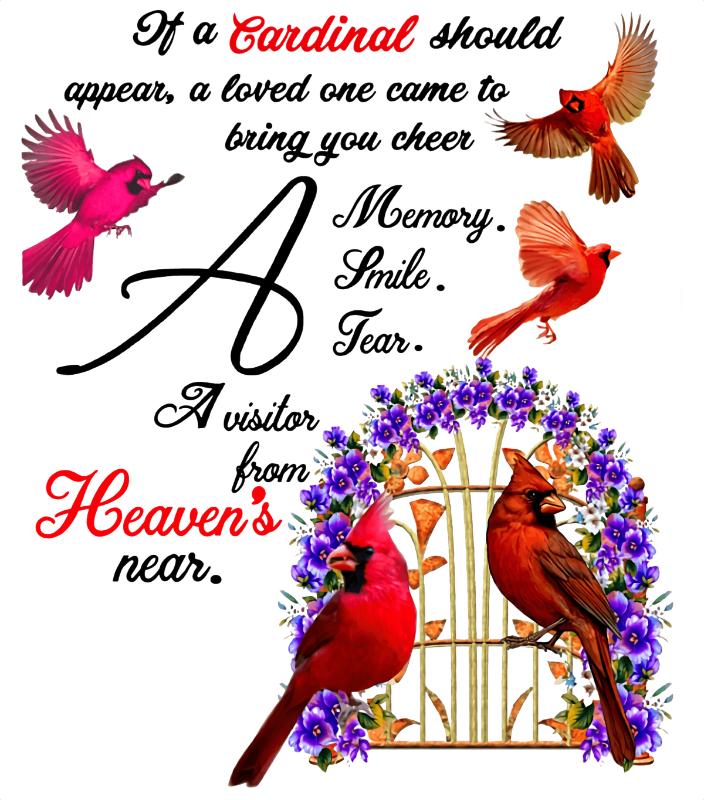 If a Cardinal should
appear, a loved one came to
bring you cheer
A Memory.
Smile.
Tear.
A visitor
from
Heaven's
near.